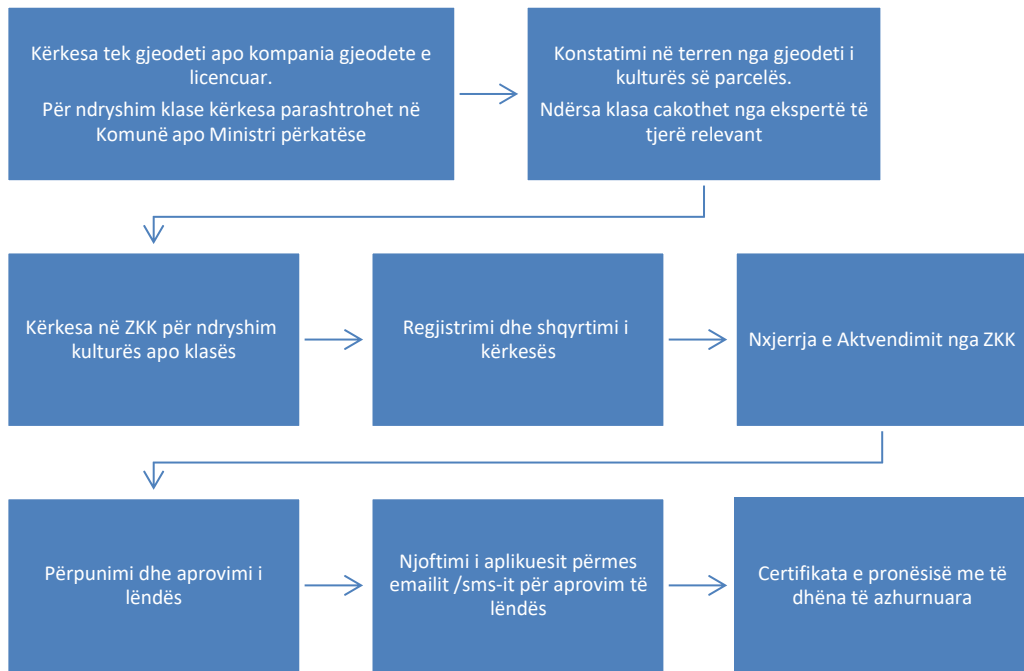 Kërkesa tek gjeodeti apo kompania gjeodete e
licencuar.
Për ndryshim klase kërkesa parashtrohet në
Komunë apo Ministri përkatëse
Konstatimi në terren nga gjeodeti i
kulturës së parcelës.
Ndërsa klasa cakothet nga ekspertë të
tjerë relevant
Kërkesa në ZKK për ndryshim
kulturës apo klasës
Regjistrimi dhe shqyrtimi i
kërkesës
Nxjerrja e Aktvendimit nga ZKK
Përpunimi dhe aprovimi i
lëndës
Njoftimi i aplikuesit përmes
emailit /sms-it për aprovim të
lëndës
Certifikata e pronësisë me të
dhëna të azhurnuara